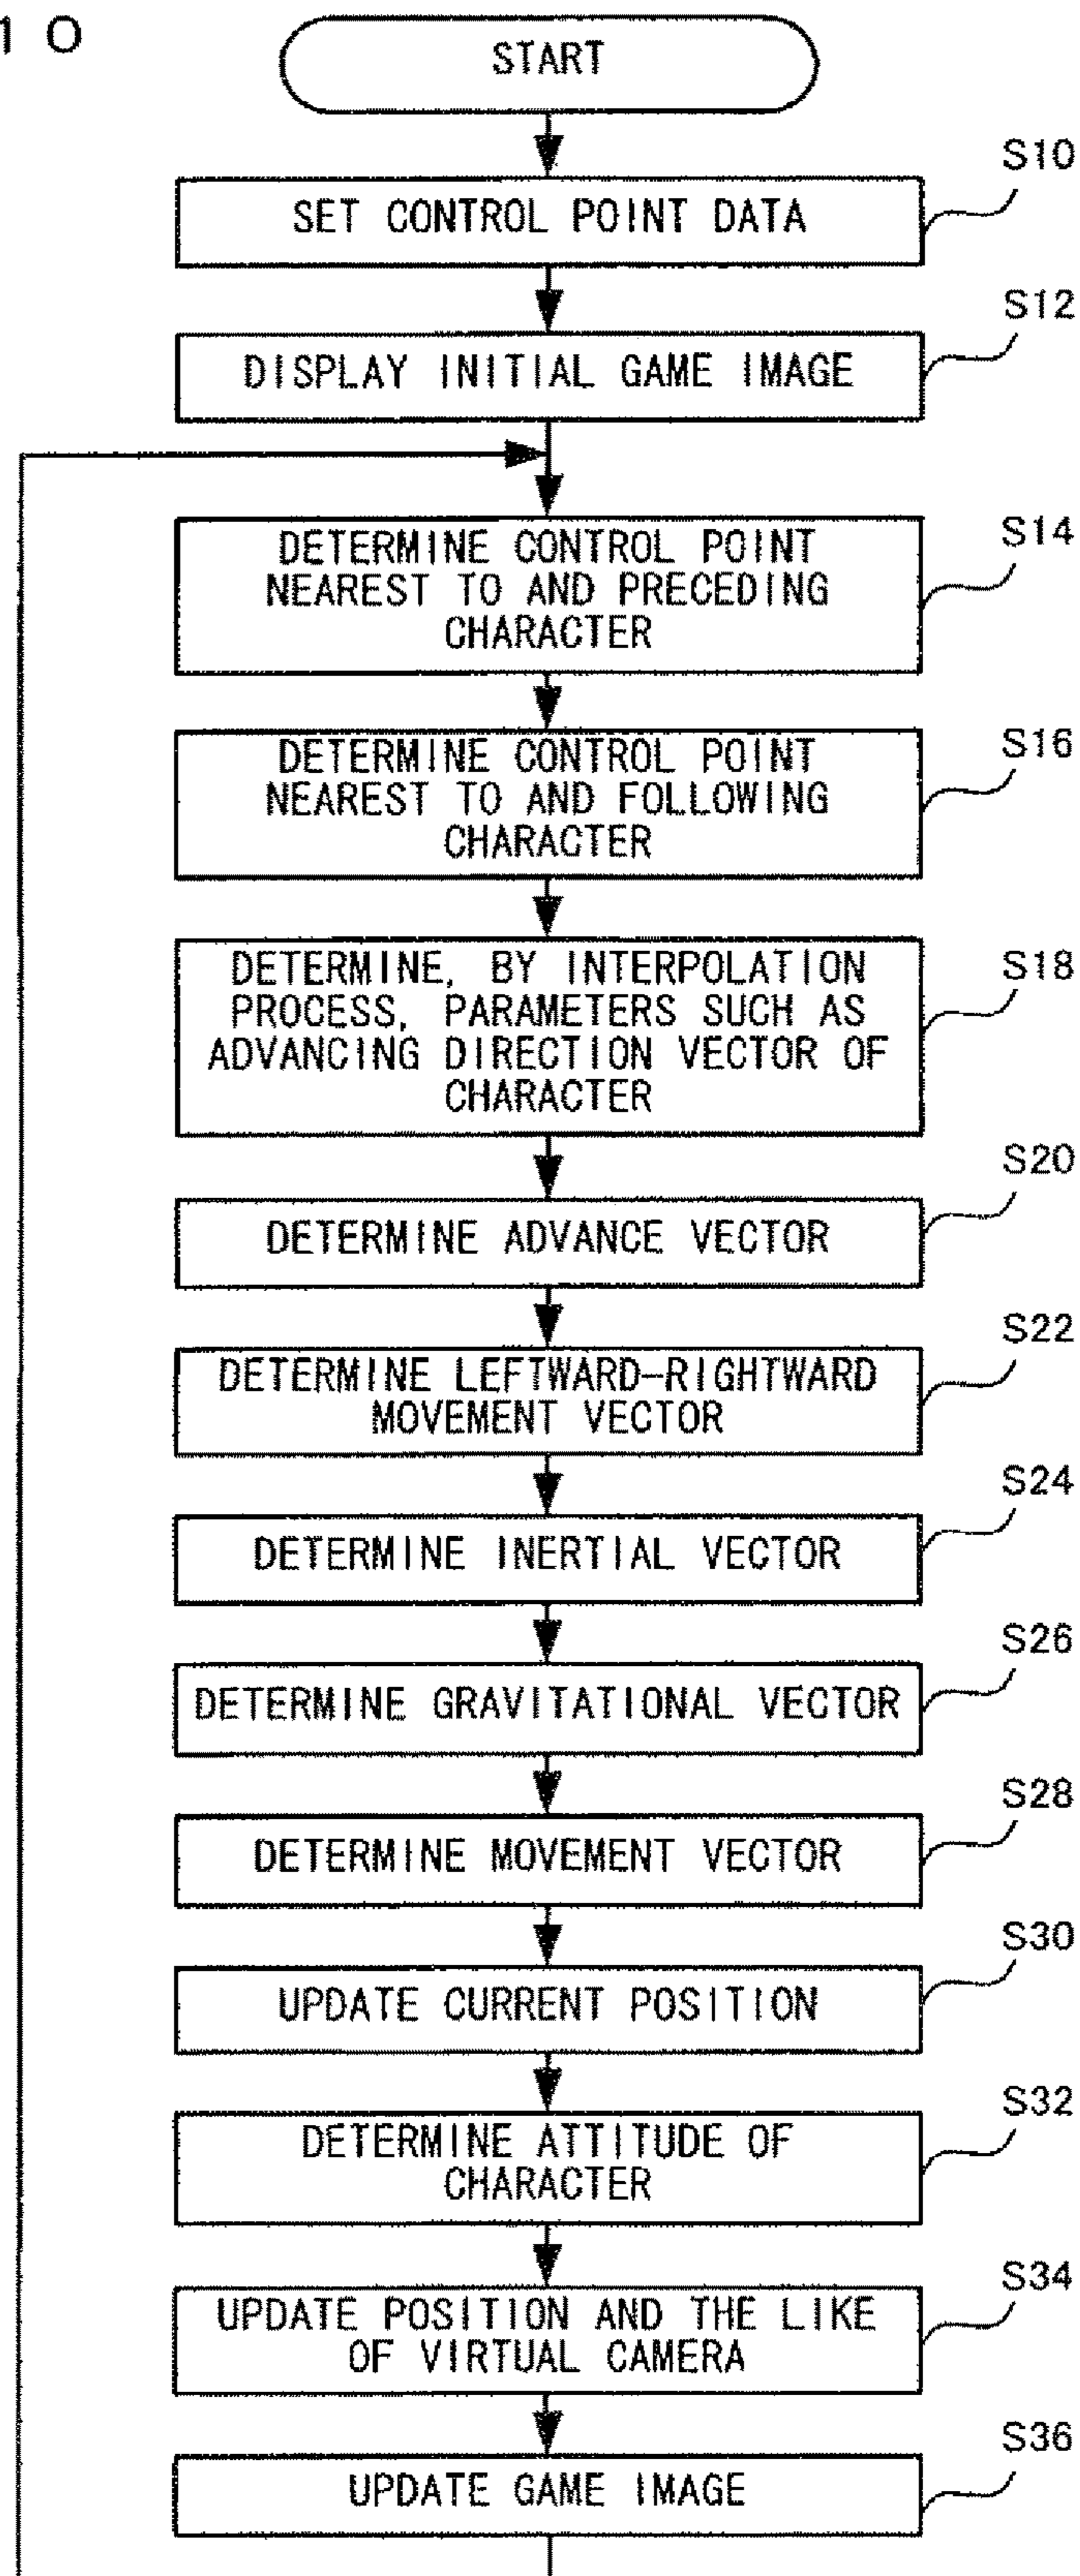 10
START
S10
SET CONTROL POINT DATA
S12
DISPLAY INITIAL GAME IMAGE
S14
DETERMINE CONTROL POINT
NEAREST TO AND PRECEDING
CHARACTER
S16
DETERMINE CONTROL POINT
NEAREST TO AND FOLLOWING
CHARACTER
S18
DETERMINE, BY INTERPOLATION
PROCESS, PARAMETERS SUCH AS
ADVANCING DIRECTION VECTOR OF
CHARACTER
S20
DETERMINE ADVANCE VECTOR
S22
DETERMINE LEFTWARD-RIGHTWARD
MOVEMENT VECTOR
S24
DETERMINE INERTIAL VECTOR
S26
DETERMINE GRAVITATIONAL VECTOR
S28
DETERMINE MOVEMENT VECTOR
S30
UPDATE CURRENT POSITION
S32
DETERMINE ATTITUDE OF
CHARACTER
S34
UPDATE POSITION AND THE LIKE
OF VIRTUAL CAMERA
S36
UPDATE GAME IMAGE